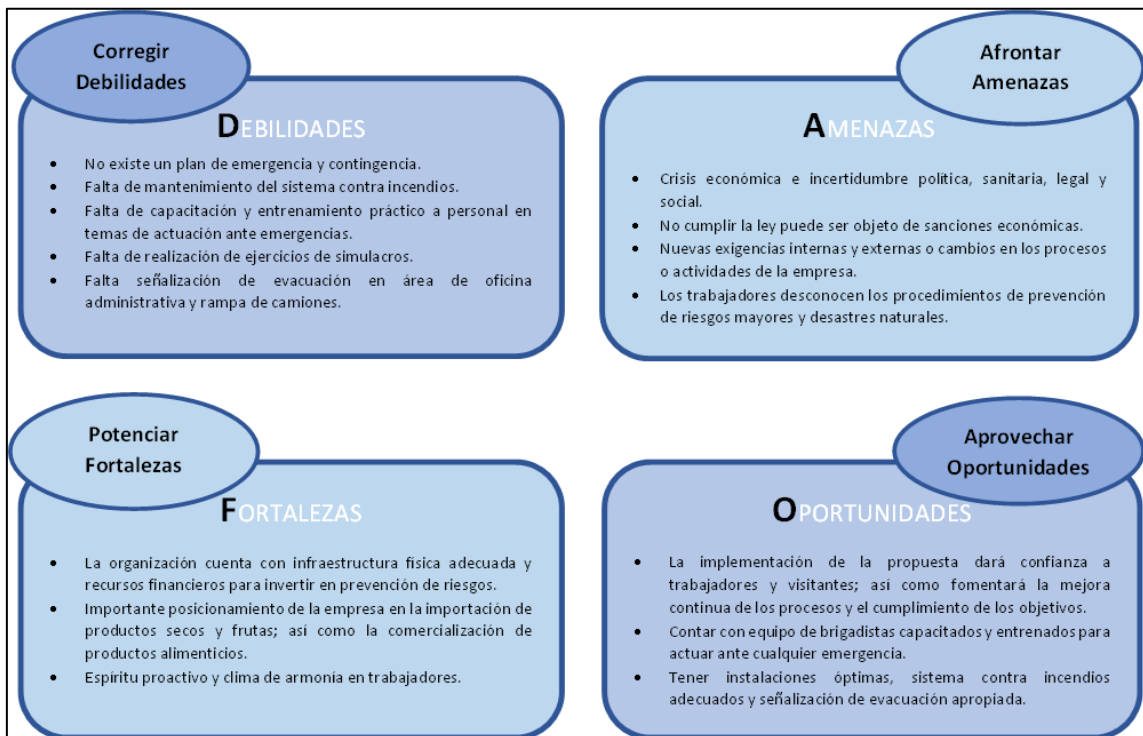 Corregir
Debilidades
DEBILIDADES
• No existe un plan de emergencia y contingencia.
• Falta de mantenimiento del sistema contra incendios.
• Falta de capacitación y entrenamiento práctico a personal en
temas de actuación ante emergencias.
• Falta de realización de ejercicios de simulacros.
• Falta señalización de evacuación en área de oficina
administrativa y rampa de camiones.
Afrontar
Amenazas
AMENAZAS
• Crisis económica e incertidumbre política, sanitaria, legal y
social.
• No cumplir la ley puede ser objeto de sanciones económicas.
• Nuevas exigencias internas y externas o cambios en los procesos
o actividades de la empresa.
• Los trabajadores desconocen los procedimientos de prevención
de riesgos mayores y desastres naturales.
Potenciar
Fortalezas
FORTALEZAS
• La organización cuenta con infraestructura física adecuada y
recursos financieros para invertir en prevención de riesgos.
• Importante posicionamiento de la empresa en la importación de
productos secos y frutas; así como la comercialización de
productos alimenticios.
• Espíritu proactivo y clima de armonía en trabajadores.
Aprovechar
Oportunidades
OPORTUNIDADES
• La implementación de la propuesta dará confianza a
trabajadores y visitantes; así como fomentará la mejora
continua de los procesos y el cumplimiento de los objetivos.
• Contar con equipo de brigadistas capacitados y entrenados para
actuar ante cualquier emergencia.
• Tener instalaciones óptimas, sistema contra incendios
adecuados y señalización de evacuación apropiada.